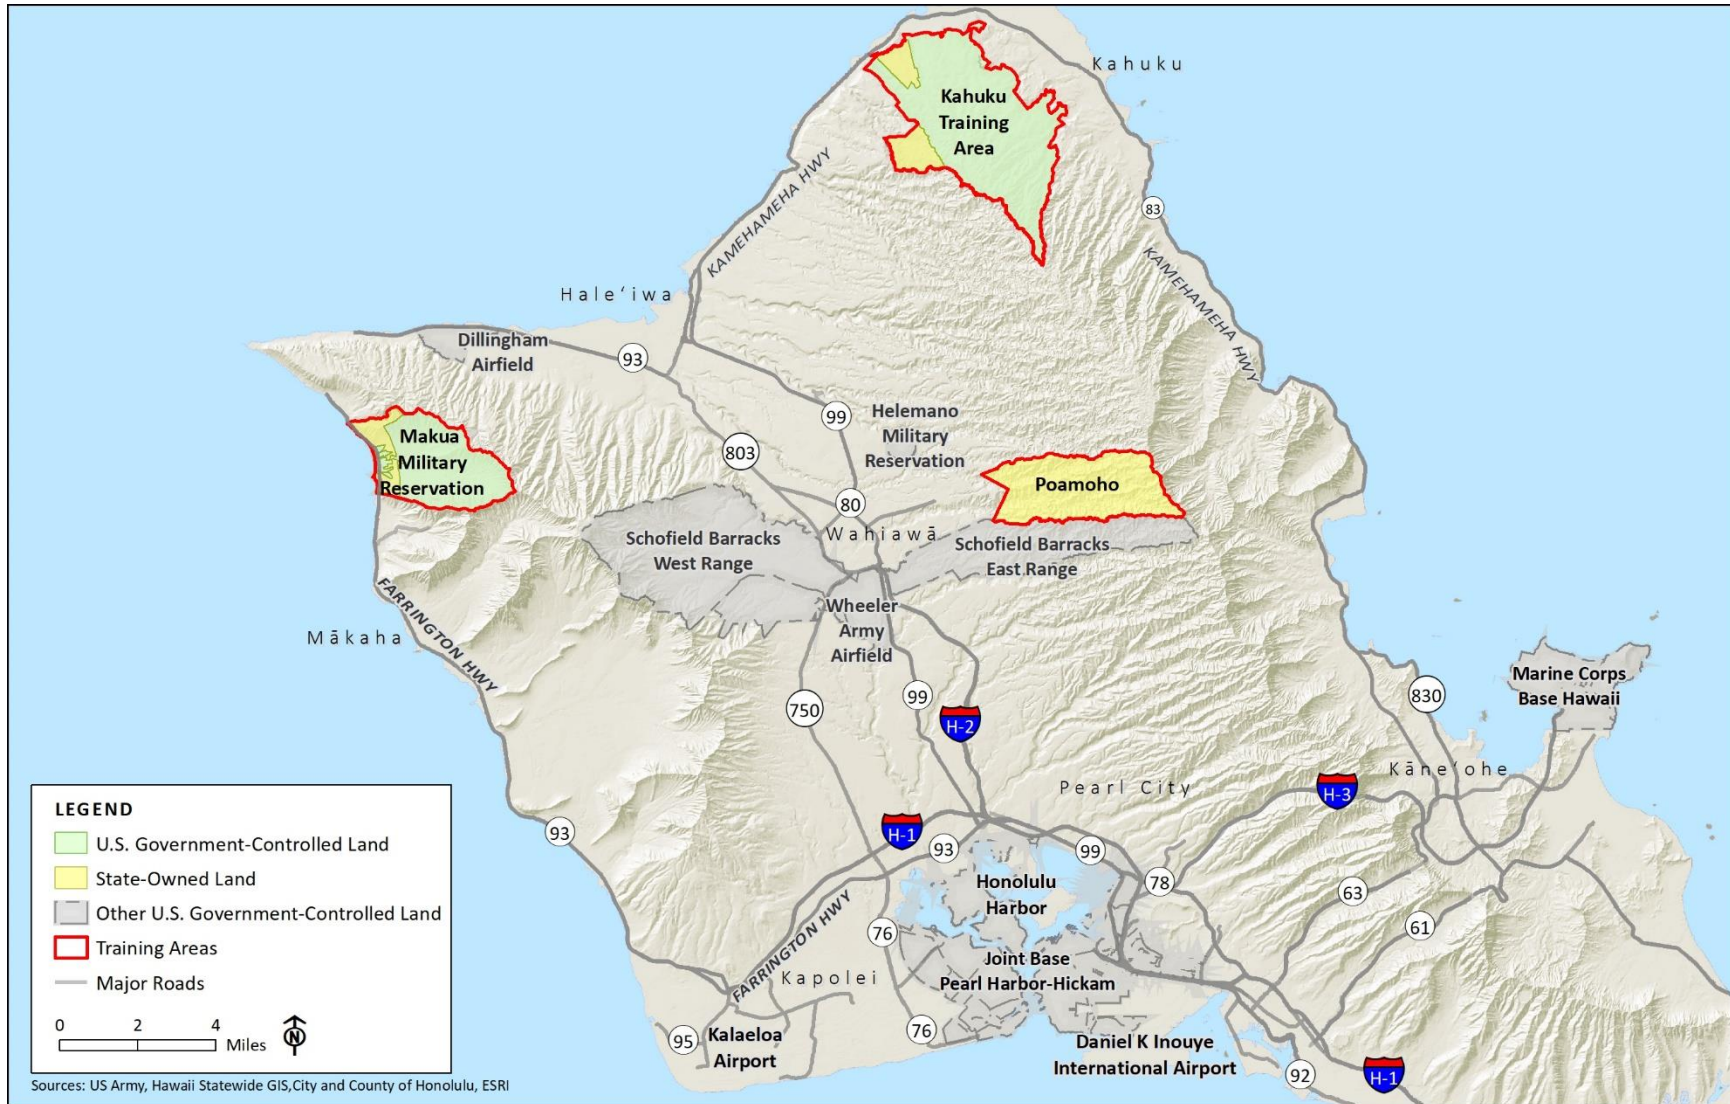 Kahuku
Kahuku
Training
Area
KAMEHAMEHA HWY
83
KAMEHAMEHA HWY
Haleʻiwa
Dillingham
Airfield
93
99
Helemano
Military
Reservation
803
Makua
Military
Reservation
Poamoho
80
Wahiawā
Schofield Barracks
West Range
Schofield Barracks
East Range
Wheeler
Army
Airfield
FARRINGTON HWY
Mākaha
Marine Corps
Base Hawaii
750
99
H-2
830
Kāneʻohe
Pearl City
H-3
93
H-1
93
99
78
63
61
Honolulu
Harbor
FARRINGTON HWY
76
Kapolei
Joint Base
Pearl Harbor-Hickam
95
Kalaeloa
Airport
76
Daniel K Inouye
International Airport
92
H-1
LEGEND
U.S. Government-Controlled Land
State-Owned Land
Other U.S. Government-Controlled Land
Training Areas
Major Roads
0 2 4
Miles
N
Sources: US Army, Hawaii Statewide GIS,City and County of Honolulu, ESRI